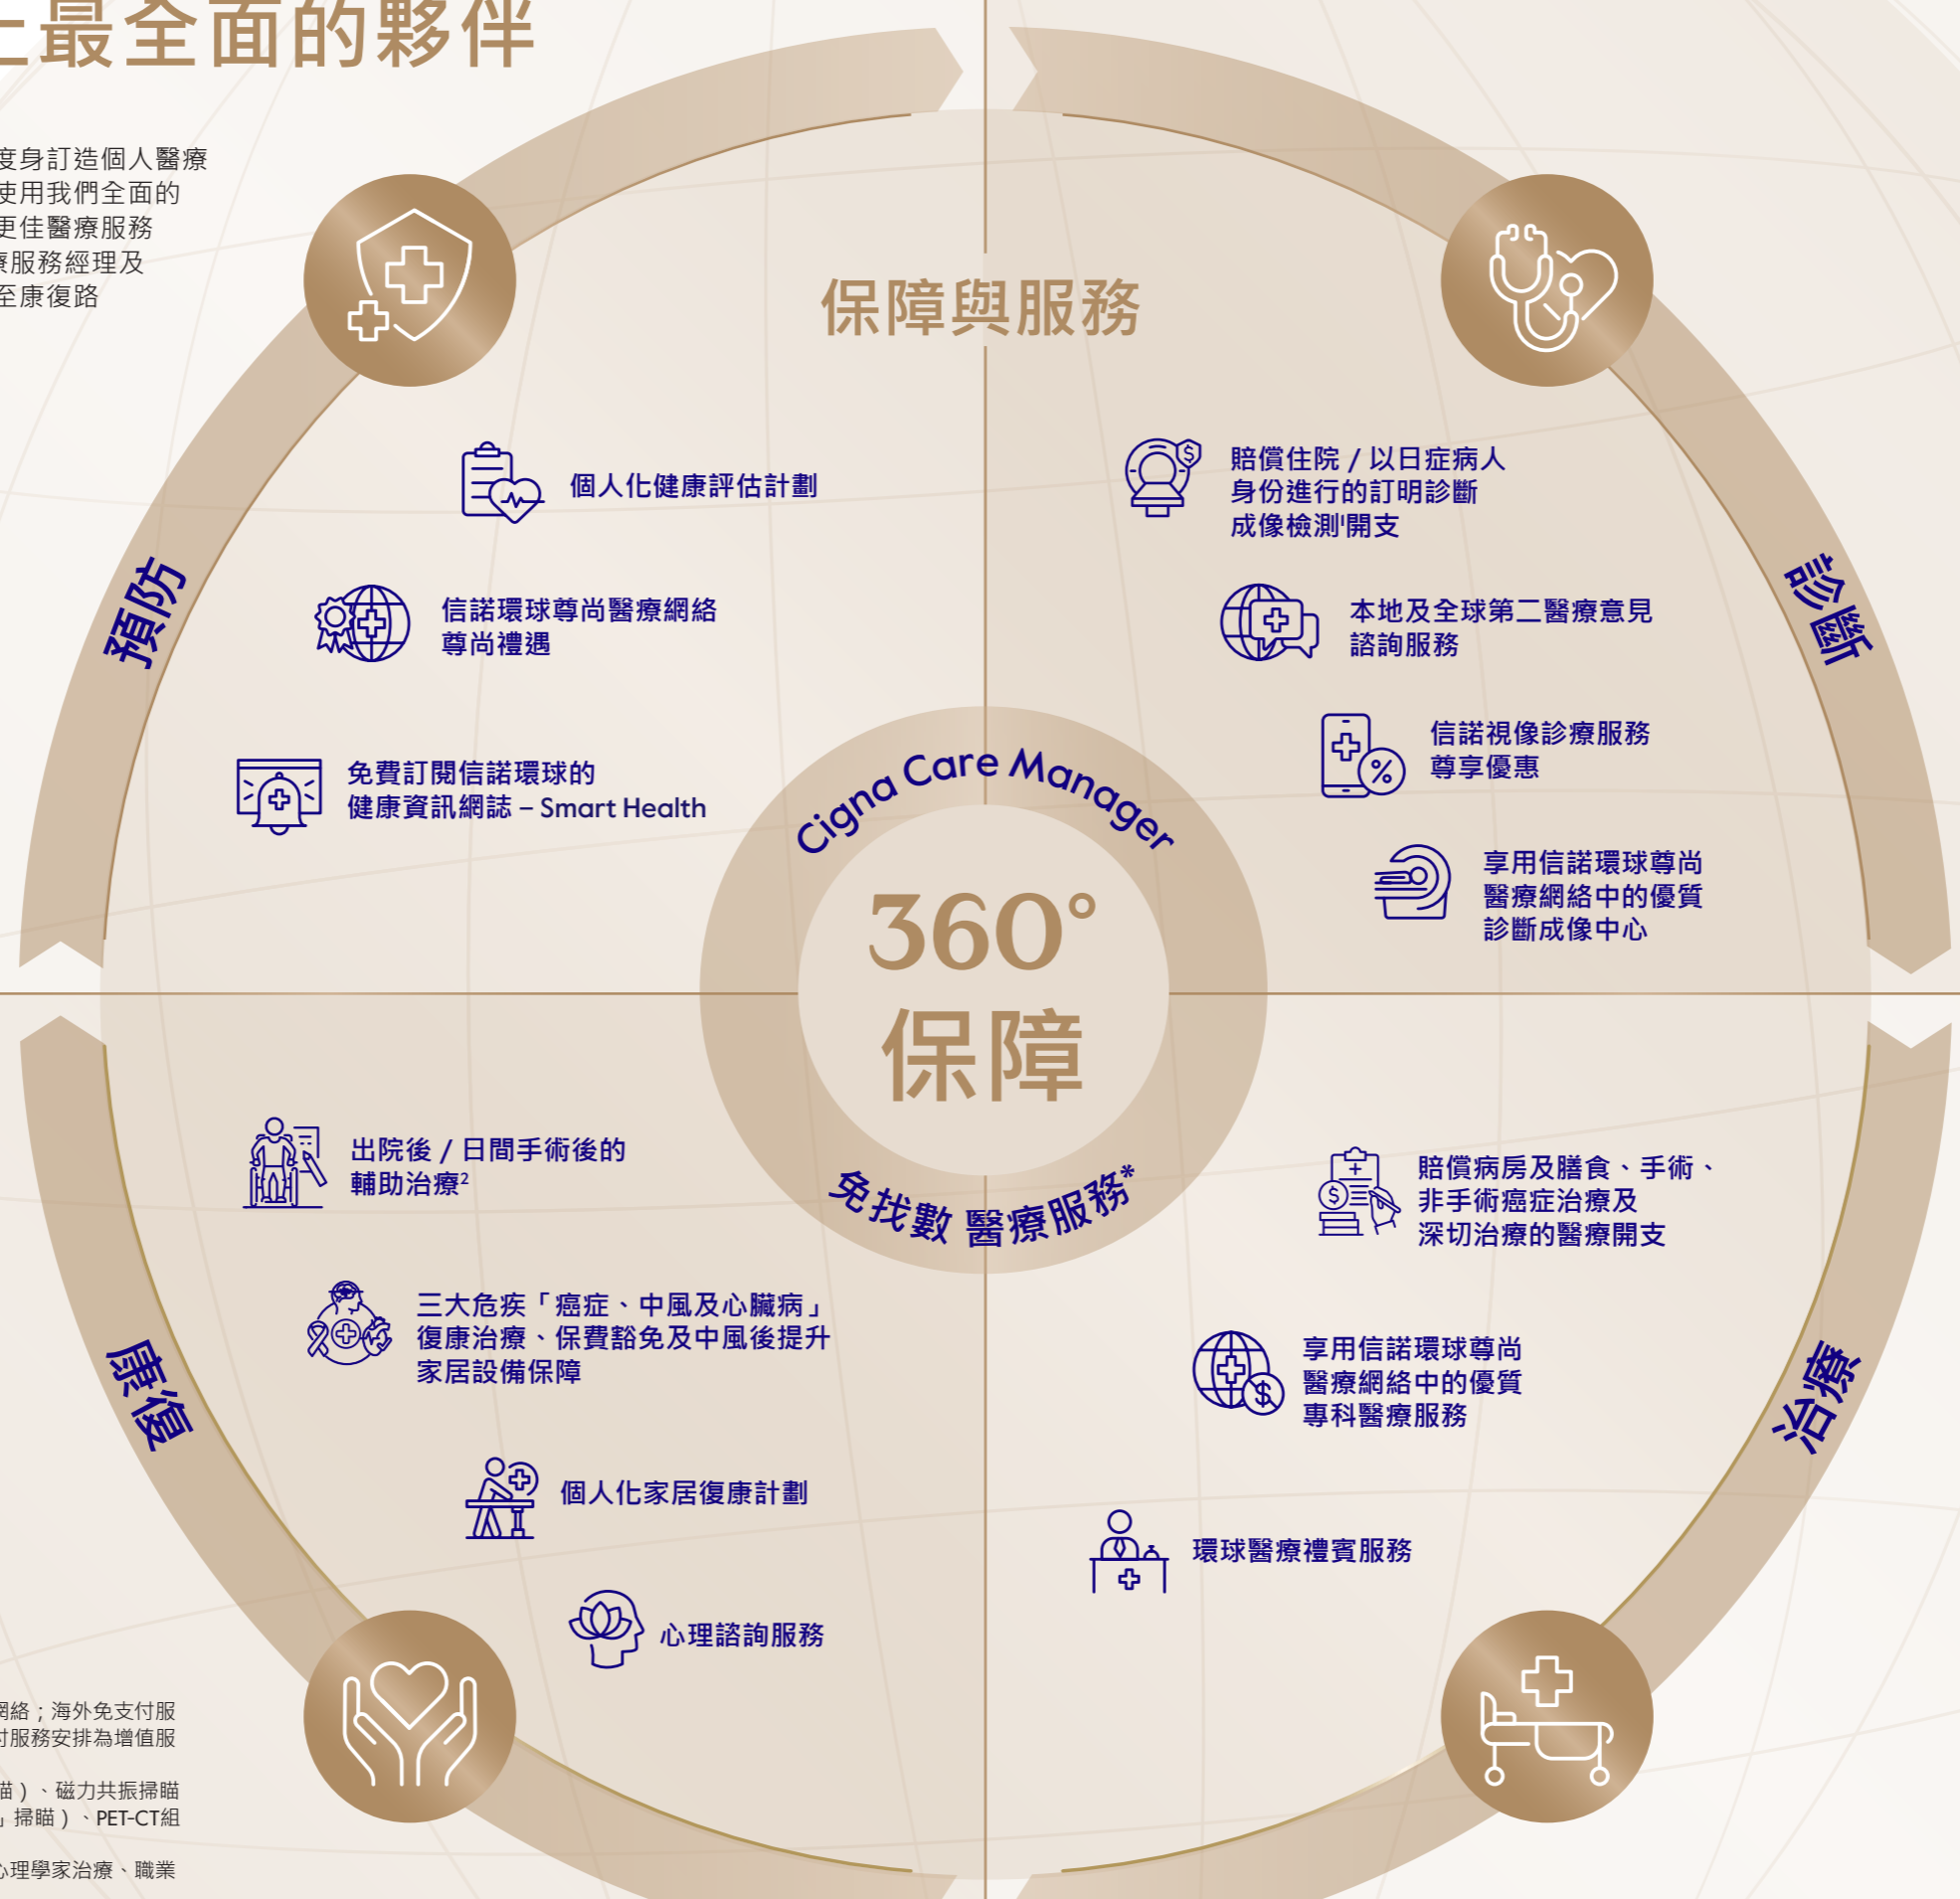 上最全面的夥伴
度身訂造個人醫療
使用我們全面的
更佳醫療服務
療服務經理及
至康復路
保障與服務
預防
個人化健康評估計劃
信諾環球尊尚醫療網絡
尊尚禮遇
免費訂閱信諾環球的
健康資訊網誌 – Smart Health
診斷
賠償住院 / 以日症病人
身份進行的訂明診斷
成像檢測¹開支
本地及全球第二醫療意見
諮詢服務
信諾視像診療服務
尊享優惠
享用信諾環球尊尚
醫療網絡中的優質
診斷成像中心
Cigna Care Manager
360°
保障
免找數 醫療服務*
康復
出院後 / 日間手術後的
輔助治療²
三大危疾「癌症、中風及心臟病」
復康治療、保費豁免及中風後提升
家居設備保障
個人化家居復康計劃
心理諮詢服務
治療
賠償病房及膳食、手術、
非手術癌症治療及
深切治療的醫療開支
享用信諾環球尊尚
醫療網絡中的優質
專科醫療服務
環球醫療禮賓服務
網絡；海外免支付服
付服務安排為增值服
瞄）、磁力共振掃瞄
」掃瞄）、PET-CT組
心理學家治療、職業